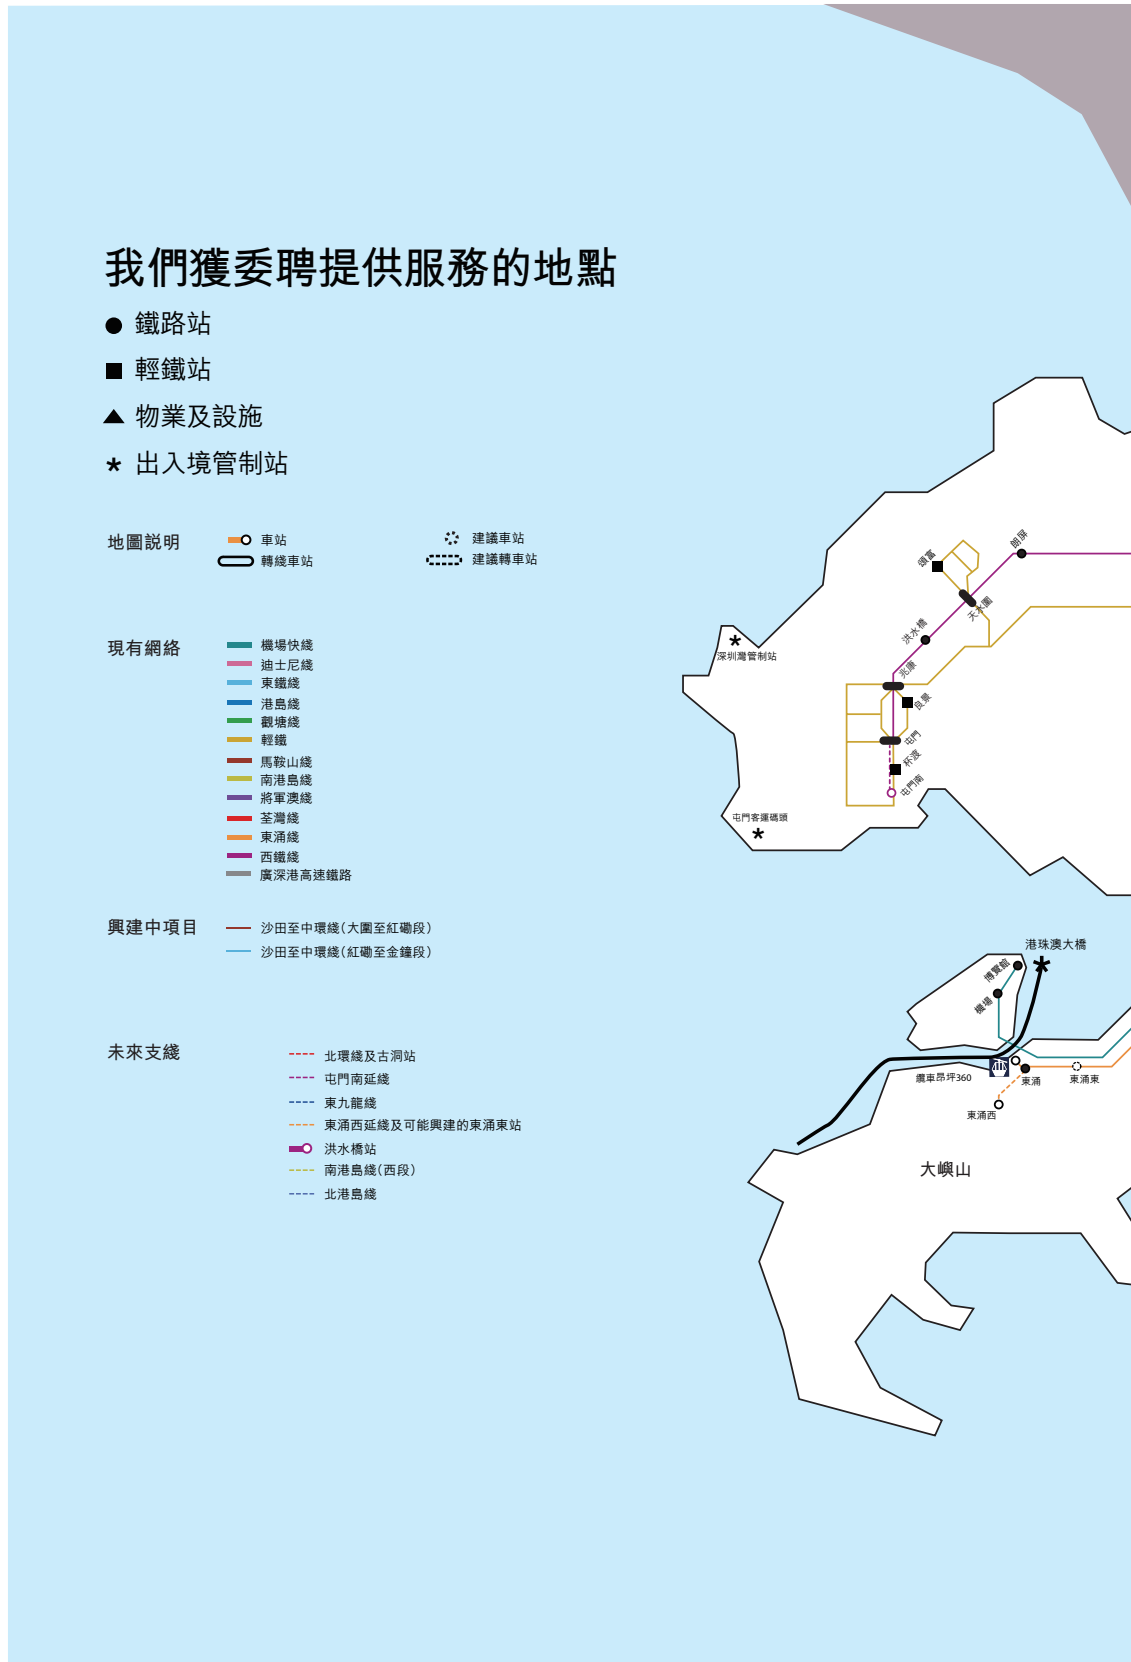 我們獲委聘提供服務的地點
鐵路站
輕鐵站
物業及設施
出入境管制站
地圖説明
車站
建議車站
轉綫車站
建議轉車站
現有網絡
機場快綫
迪士尼綫
東鐵綫
港島綫
觀塘綫
輕鐵
馬鞍山綫
南港島綫
將軍澳綫
荃灣綫
東涌綫
西鐵綫
廣深港高速鐵路
興建中項目
沙田至中環綫（大圍至紅磡段）
沙田至中環綫（紅磡至金鐘段）
未來支綫
北環綫及古洞站
屯門南延綫
東九龍綫
東涌西延綫及可能興建的東涌東站
洪水橋站
南港島綫（西段）
北港島綫
朗屏
頌富
天水圍
洪水橋
深圳灣管制站
兆康
良景
屯門
杯渡
屯門南
屯門客運碼頭
港珠澳大橋
博覽館
機場
纜車昂坪360
東涌
東涌東
東涌西
大嶼山